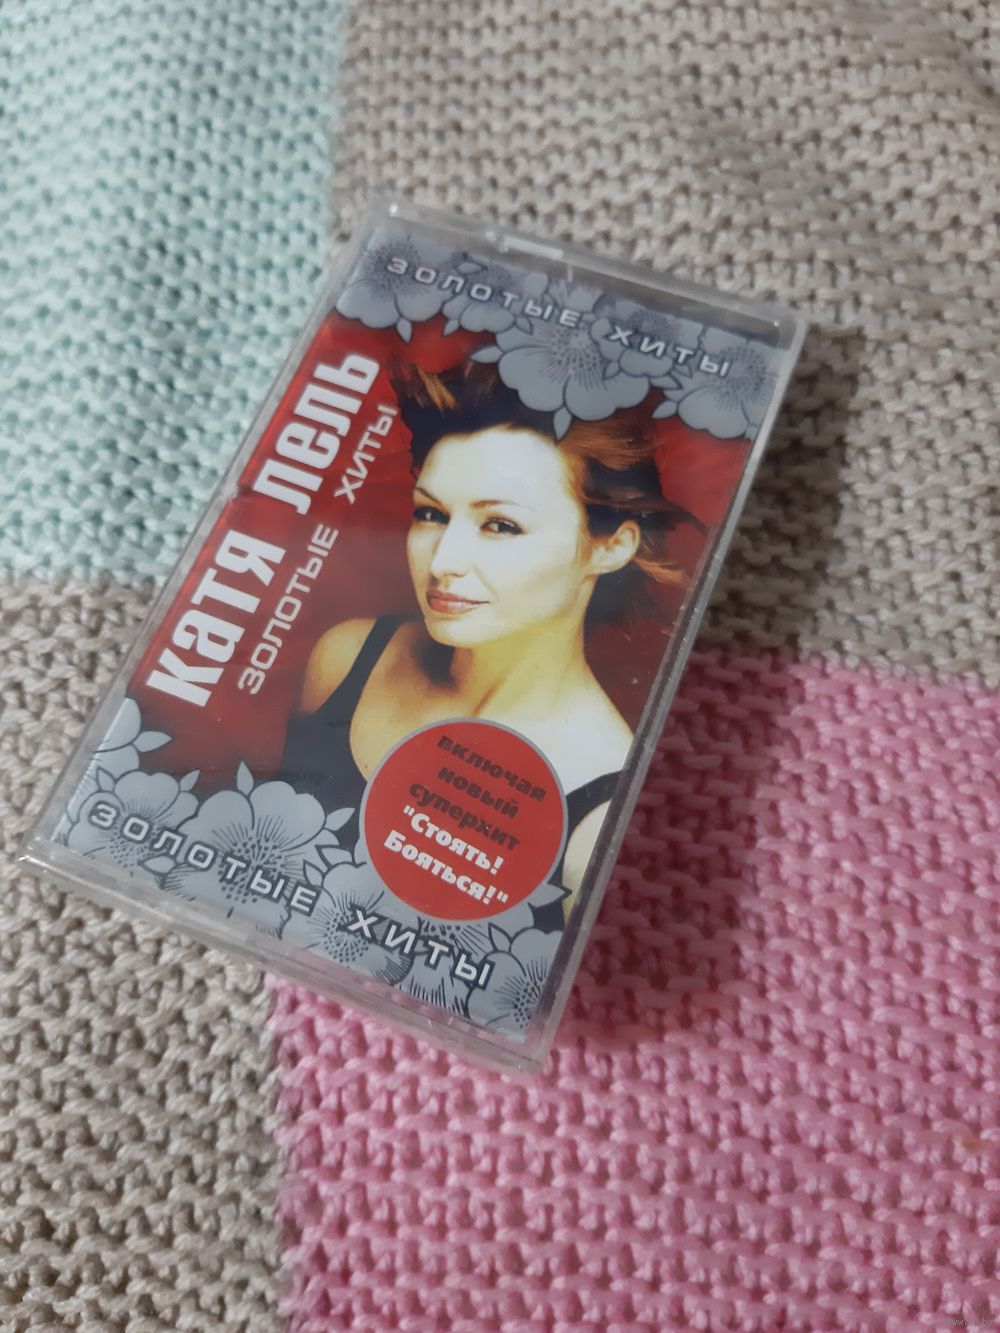 ЗОЛОТЫЕ ХИТЫ
катя лель
ЗОЛОТЫЕ ХИТЫ
включая
новый
суперхит
"Стоять!
Бояться!"
ЗОЛОТЫЕ ХИТЫ